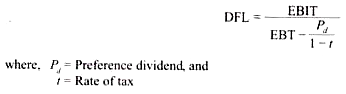 DFL = EBIT / (EBT − P_d / (1 − t))
where, P_d = Preference dividend, and
t = Rate of tax